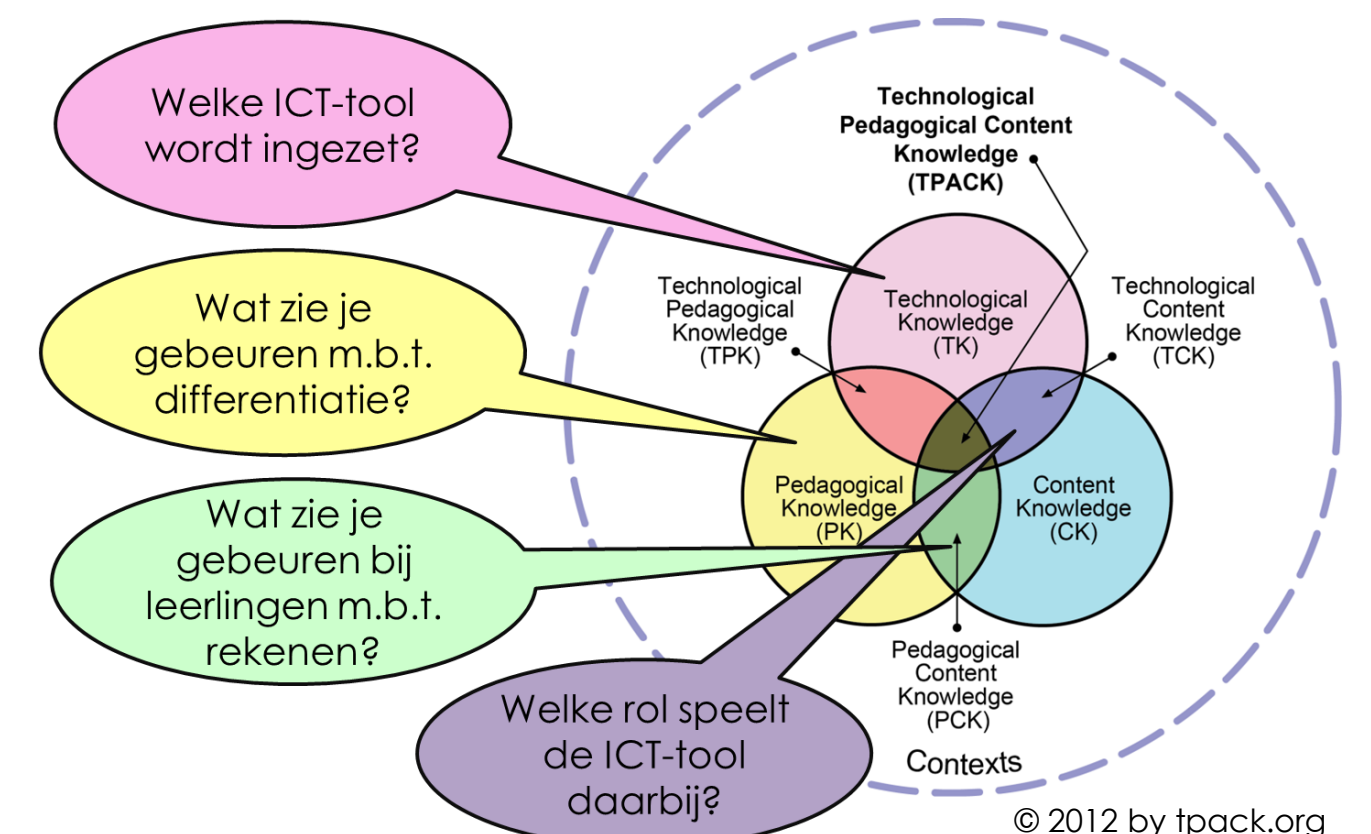 Welke ICT-tool
wordt ingezet?
Wat zie je
gebeuren m.b.t.
differentiatie?
Wat zie je
gebeuren bij
leerlingen m.b.t.
rekenen?
Welke rol speelt
de ICT-tool
daarbij?
Technological
Pedagogical Content
Knowledge
(TPACK)
Technological
Pedagogical
Knowledge
(TPK)
Technological
Knowledge
(TK)
Technological
Content
Knowledge
(TCK)
Pedagogical
Knowledge
(PK)
Content
Knowledge
(CK)
Pedagogical
Content
Knowledge
(PCK)
Contexts
© 2012 by tpack.org